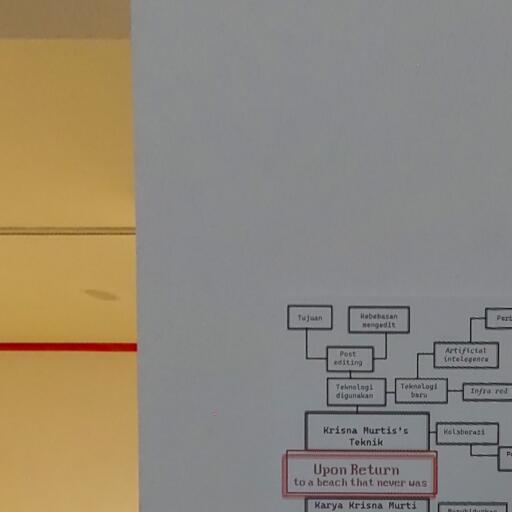 Tujuan
Kebebasan
mengedit
Post
editing
Artificial
intelegence
Teknologi
digunakan
Teknologi
baru
Infra red
Krisna Murtis's
Teknik
Kolaborasi
Upon Return
to a beach that never was
Karya Krisna Murti